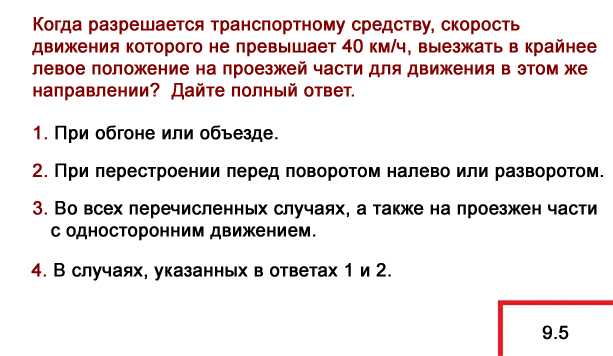 Когда разрешается транспортному средству, скорость
движения которого не превышает 40 км/ч, выезжать в крайнее
левое положение на проезжей части для движения в этом же
направлении? Дайте полный ответ.
1. При обгоне или объезде.
2. При перестроении перед поворотом налево или разворотом.
3. Во всех перечисленных случаях, а также на проезжен части
с односторонним движением.
4. В случаях, указанных в ответах 1 и 2.
9.5